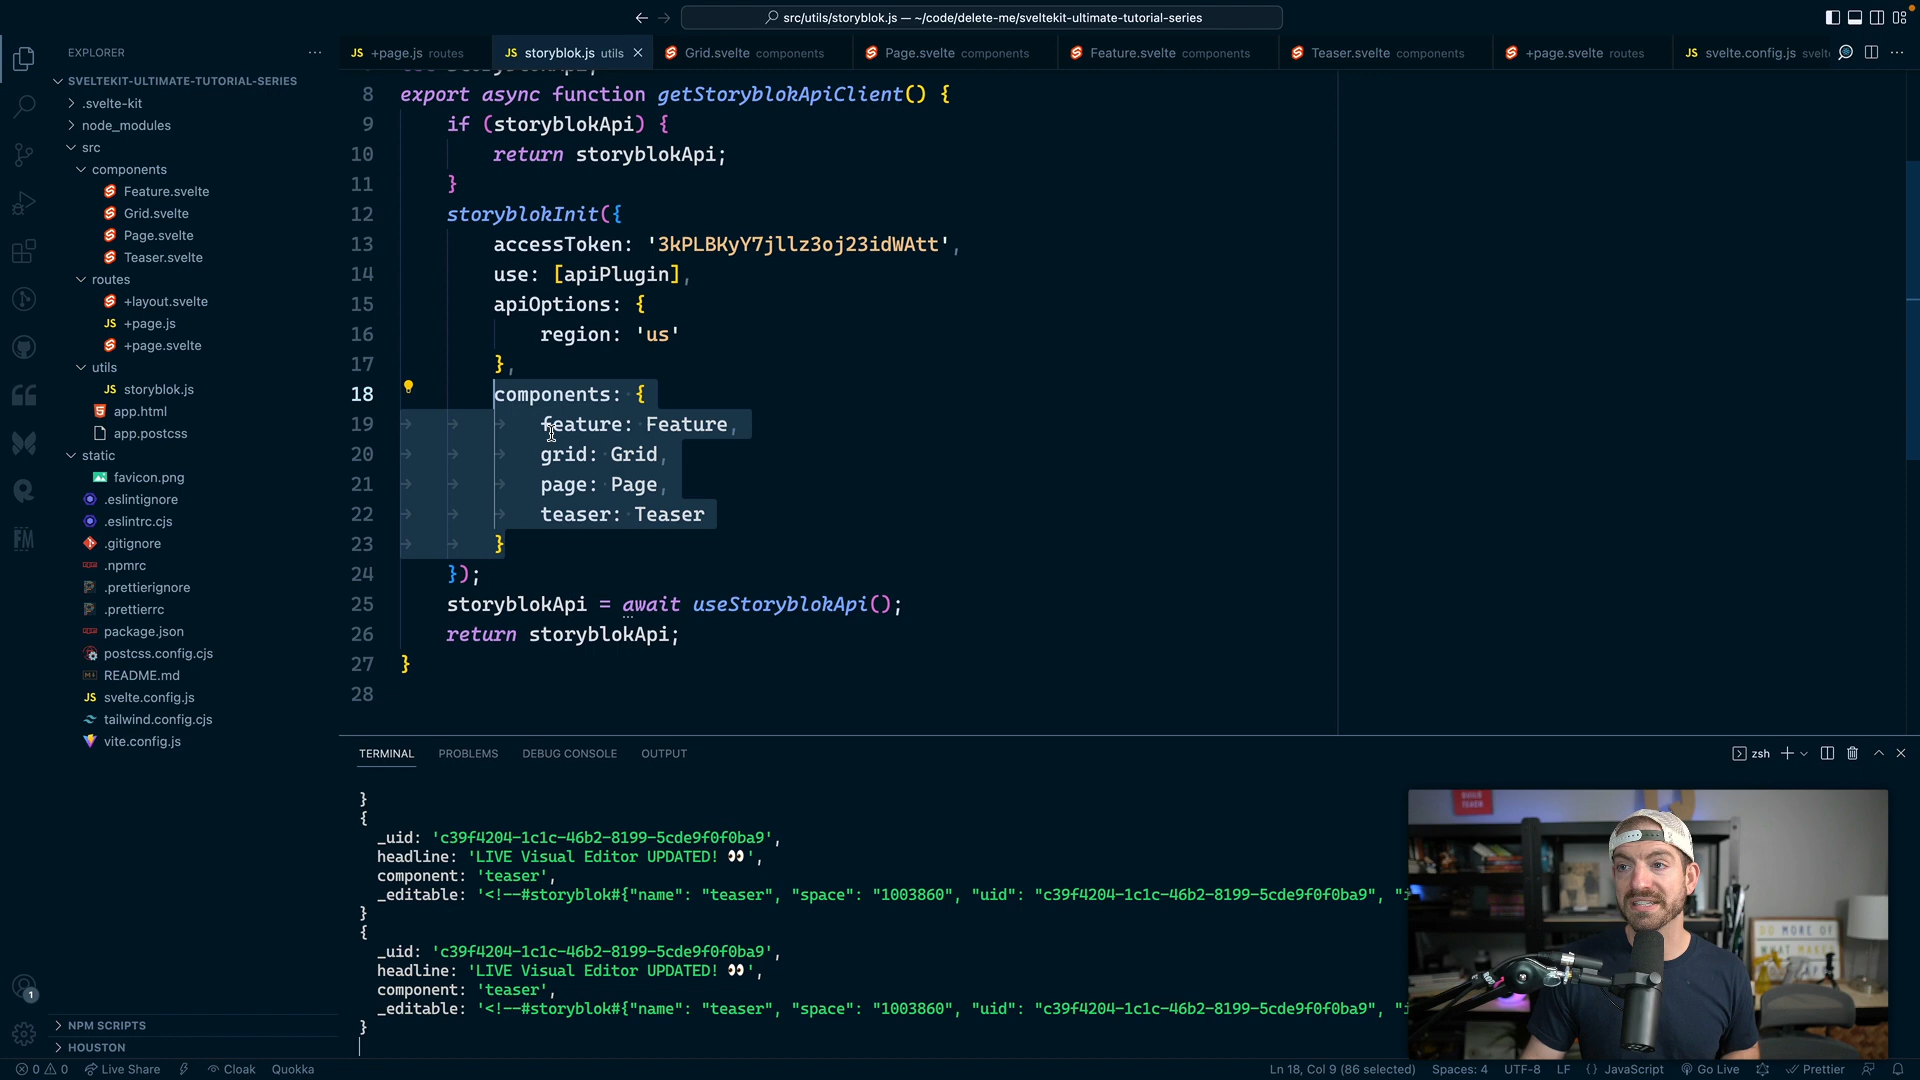 src/utils/storyblok.js — ~/code/delete-me/sveltekit-ultimate-tutorial-series
EXPLORER
JS +page.js routes
JS storyblok.js utils
Grid.svelte components
Page.svelte components
Feature.svelte components
Teaser.svelte components
+page.svelte routes
JS svelte.config.js
SVELTEKIT-ULTIMATE-TUTORIAL-SERIES
.svelte-kit
node_modules
src
components
Feature.svelte
Grid.svelte
Page.svelte
Teaser.svelte
routes
+layout.svelte
JS +page.js
+page.svelte
utils
JS storyblok.js
app.html
app.postcss
static
favicon.png
.eslintignore
.eslintrc.cjs
.gitignore
.npmrc
.prettierignore
.prettierrc
package.json
postcss.config.cjs
README.md
JS svelte.config.js
tailwind.config.cjs
vite.config.js
NPM SCRIPTS
HOUSTON
8 export async function getStoryblokApiClient() {
9 if (storyblokApi) {
10 return storyblokApi;
11 }
12 storyblokInit({
13 accessToken: '3kPLBKyY7jllz3oj23idWAtt',
14 use: [apiPlugin],
15 apiOptions: {
16 region: 'us'
17 },
18 components: {
19 feature: Feature,
20 grid: Grid,
21 page: Page,
22 teaser: Teaser
23 }
24 });
25 storyblokApi = await useStoryblokApi();
26 return storyblokApi;
27 }
28
TERMINAL PROBLEMS DEBUG CONSOLE OUTPUT
zsh
}
{
_uid: 'c39f4204-1c1c-46b2-8199-5cde9f0f0ba9',
headline: 'LIVE Visual Editor UPDATED! 👀',
component: 'teaser',
_editable: '<!--#storyblok#{"name": "teaser", "space": "1003860", "uid": "c39f4204-1c1c-46b2-8199-5cde9f0f0ba9", "i
}
{
_uid: 'c39f4204-1c1c-46b2-8199-5cde9f0f0ba9',
headline: 'LIVE Visual Editor UPDATED! 👀',
component: 'teaser',
_editable: '<!--#storyblok#{"name": "teaser", "space": "1003860", "uid": "c39f4204-1c1c-46b2-8199-5cde9f0f0ba9", "i
}
DO MORE OF
WHAT MAKES
0 0 Live Share Cloak Quokka
Ln 18, Col 9 (86 selected) Spaces: 4 UTF-8 LF {} JavaScript Go Live Prettier